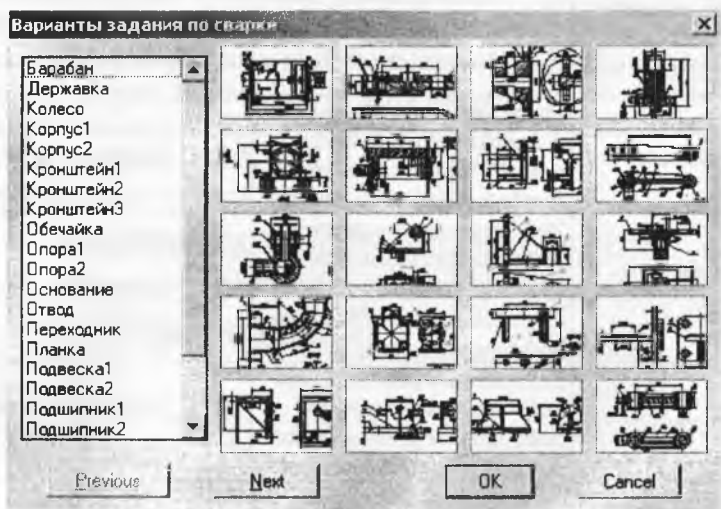 Варианты задания по сварке
Барабан
Державка
Колесо
Корпус1
Корпус2
Кронштейн1
Кронштейн2
Кронштейн3
Обечайка
Опора1
Опора2
Основание
Отвод
Переходник
Планка
Подвеска1
Подвеска2
Подшипник1
Подшипник2
Previous
Next
OK
Cancel